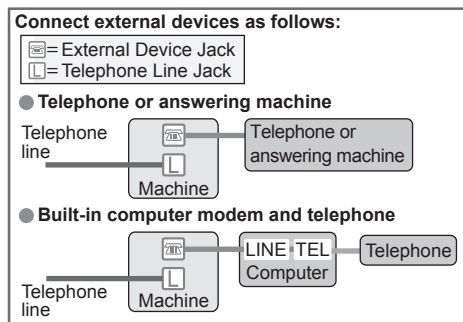 Connect external devices as follows:
= External Device Jack
L = Telephone Line Jack
Telephone or answering machine
Telephone
line
Telephone or
answering machine
L
Machine
Built-in computer modem and telephone
LINE TEL
Telephone
Computer
L
Telephone
line
Machine